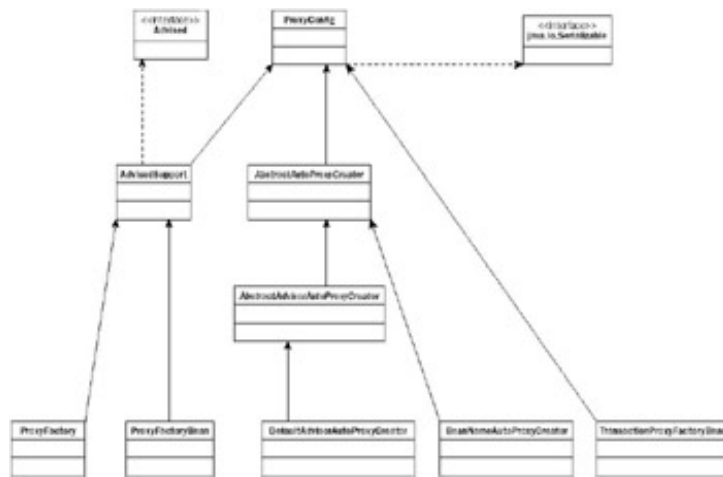 <<interface>>
Advised
ProxyConfig
<<interface>>
java.io.Serializable
AdvisedSupport
AbstractAutoProxyCreator
AbstractAdvisorAutoProxyCreator
ProxyFactory
ProxyFactoryBean
DefaultAdvisorAutoProxyCreator
BeanNameAutoProxyCreator
TransactionProxyFactoryBean